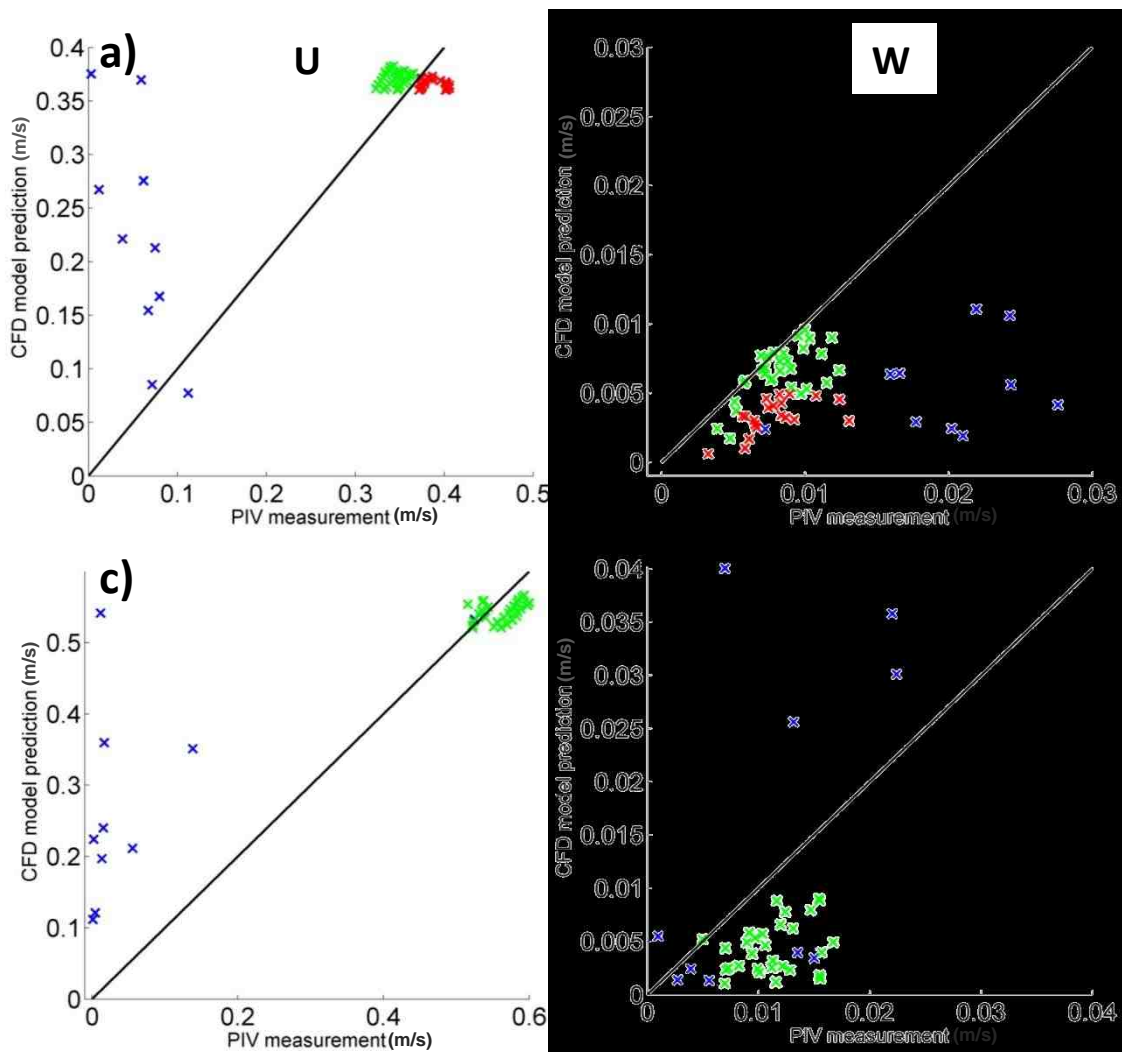 a)
U
0.4
0.35
0.3
0.25
0.2
0.15
0.1
0.05
0
CFD model prediction (m/s)
0 0.1 0.2 0.3 0.4 0.5
PIV measurement (m/s)
W
0.03
0.025
0.02
0.015
0.01
0.005
0
CFD model prediction (m/s)
0 0.01 0.02 0.03
PIV measurement (m/s)
c)
0.5
0.4
0.3
0.2
0.1
0
CFD model prediction (m/s)
0 0.2 0.4 0.6
PIV measurement (m/s)
0.04
0.035
0.03
0.025
0.02
0.015
0.01
0.005
0
CFD model prediction (m/s)
0 0.01 0.02 0.03 0.04
PIV measurement (m/s)